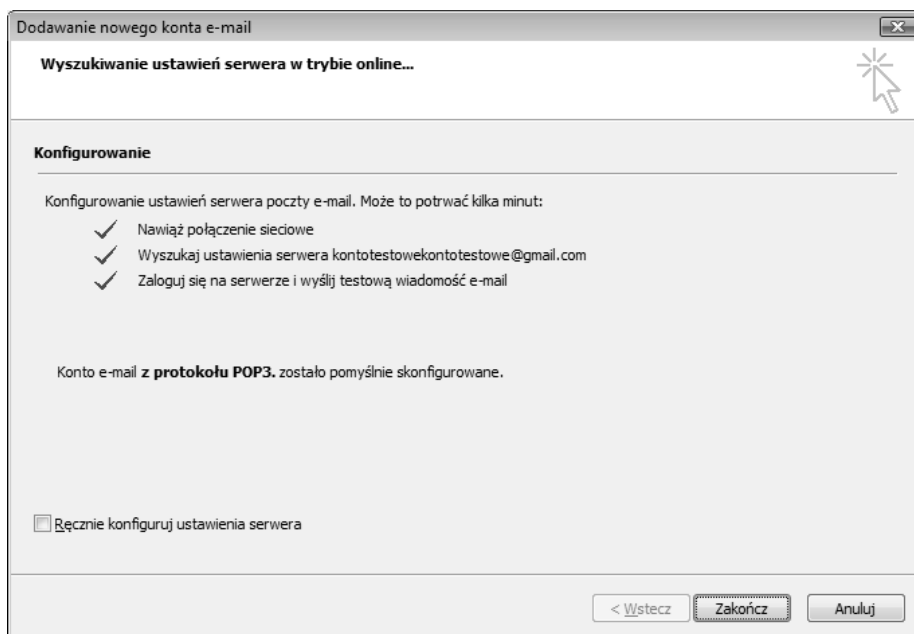 Dodawanie nowego konta e-mail
Wyszukiwanie ustawień serwera w trybie online...
Konfigurowanie
Konfigurowanie ustawień serwera poczty e-mail. Może to potrwać kilka minut:
Nawiąż połączenie sieciowe
Wyszukaj ustawienia serwera kontotestowekontotestowe@gmail.com
Zaloguj się na serwerze i wyślij testową wiadomość e-mail
Konto e-mail z protokołu POP3. zostało pomyślnie skonfigurowane.
Ręcznie konfiguruj ustawienia serwera
< Wstecz Zakończ Anuluj